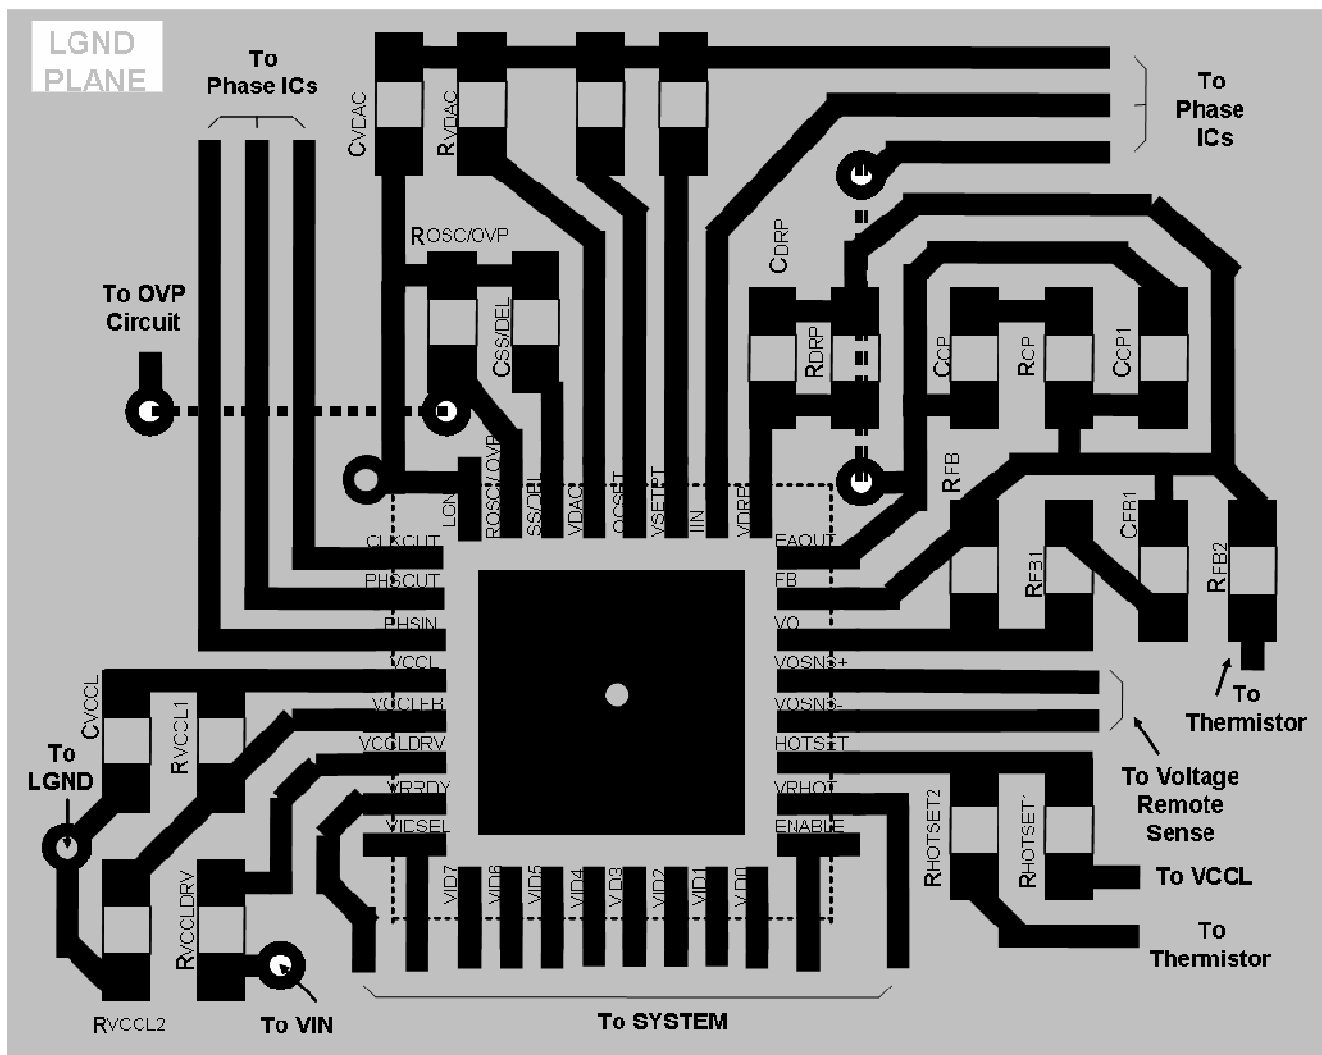 LGND
PLANE
To
Phase ICs
CVDAC
RVDAC
To
Phase
ICs
ROSC/OVP
CDRP
To OVP
Circuit
CSS/DEL
RDRP
CCP
RCP
CCP1
RFB
CFB1
RFB1
RFB2
LGND
ROSC/OVP
SS/DEL
VDAC
OCSET
VSETPT
IIN
VDRP
CLKOUT
PHSOUT
PHSIN
VCCL
VCCLFB
VCCLDRV
VRRDY
VIDSEL
EAOUT
FB
VO
VOSNS+
VOSNS-
HOTSET
VRHOT
ENABLE
VID7
VID6
VID5
VID4
VID3
VID2
VID1
VID0
CVCCL
RVCCL1
To
LGND
RVCCLDRV
RVCCL2
To VIN
To SYSTEM
To
Thermistor
To Voltage
Remote
Sense
RHOTSET2
RHOTSET1
To VCCL
To
Thermistor